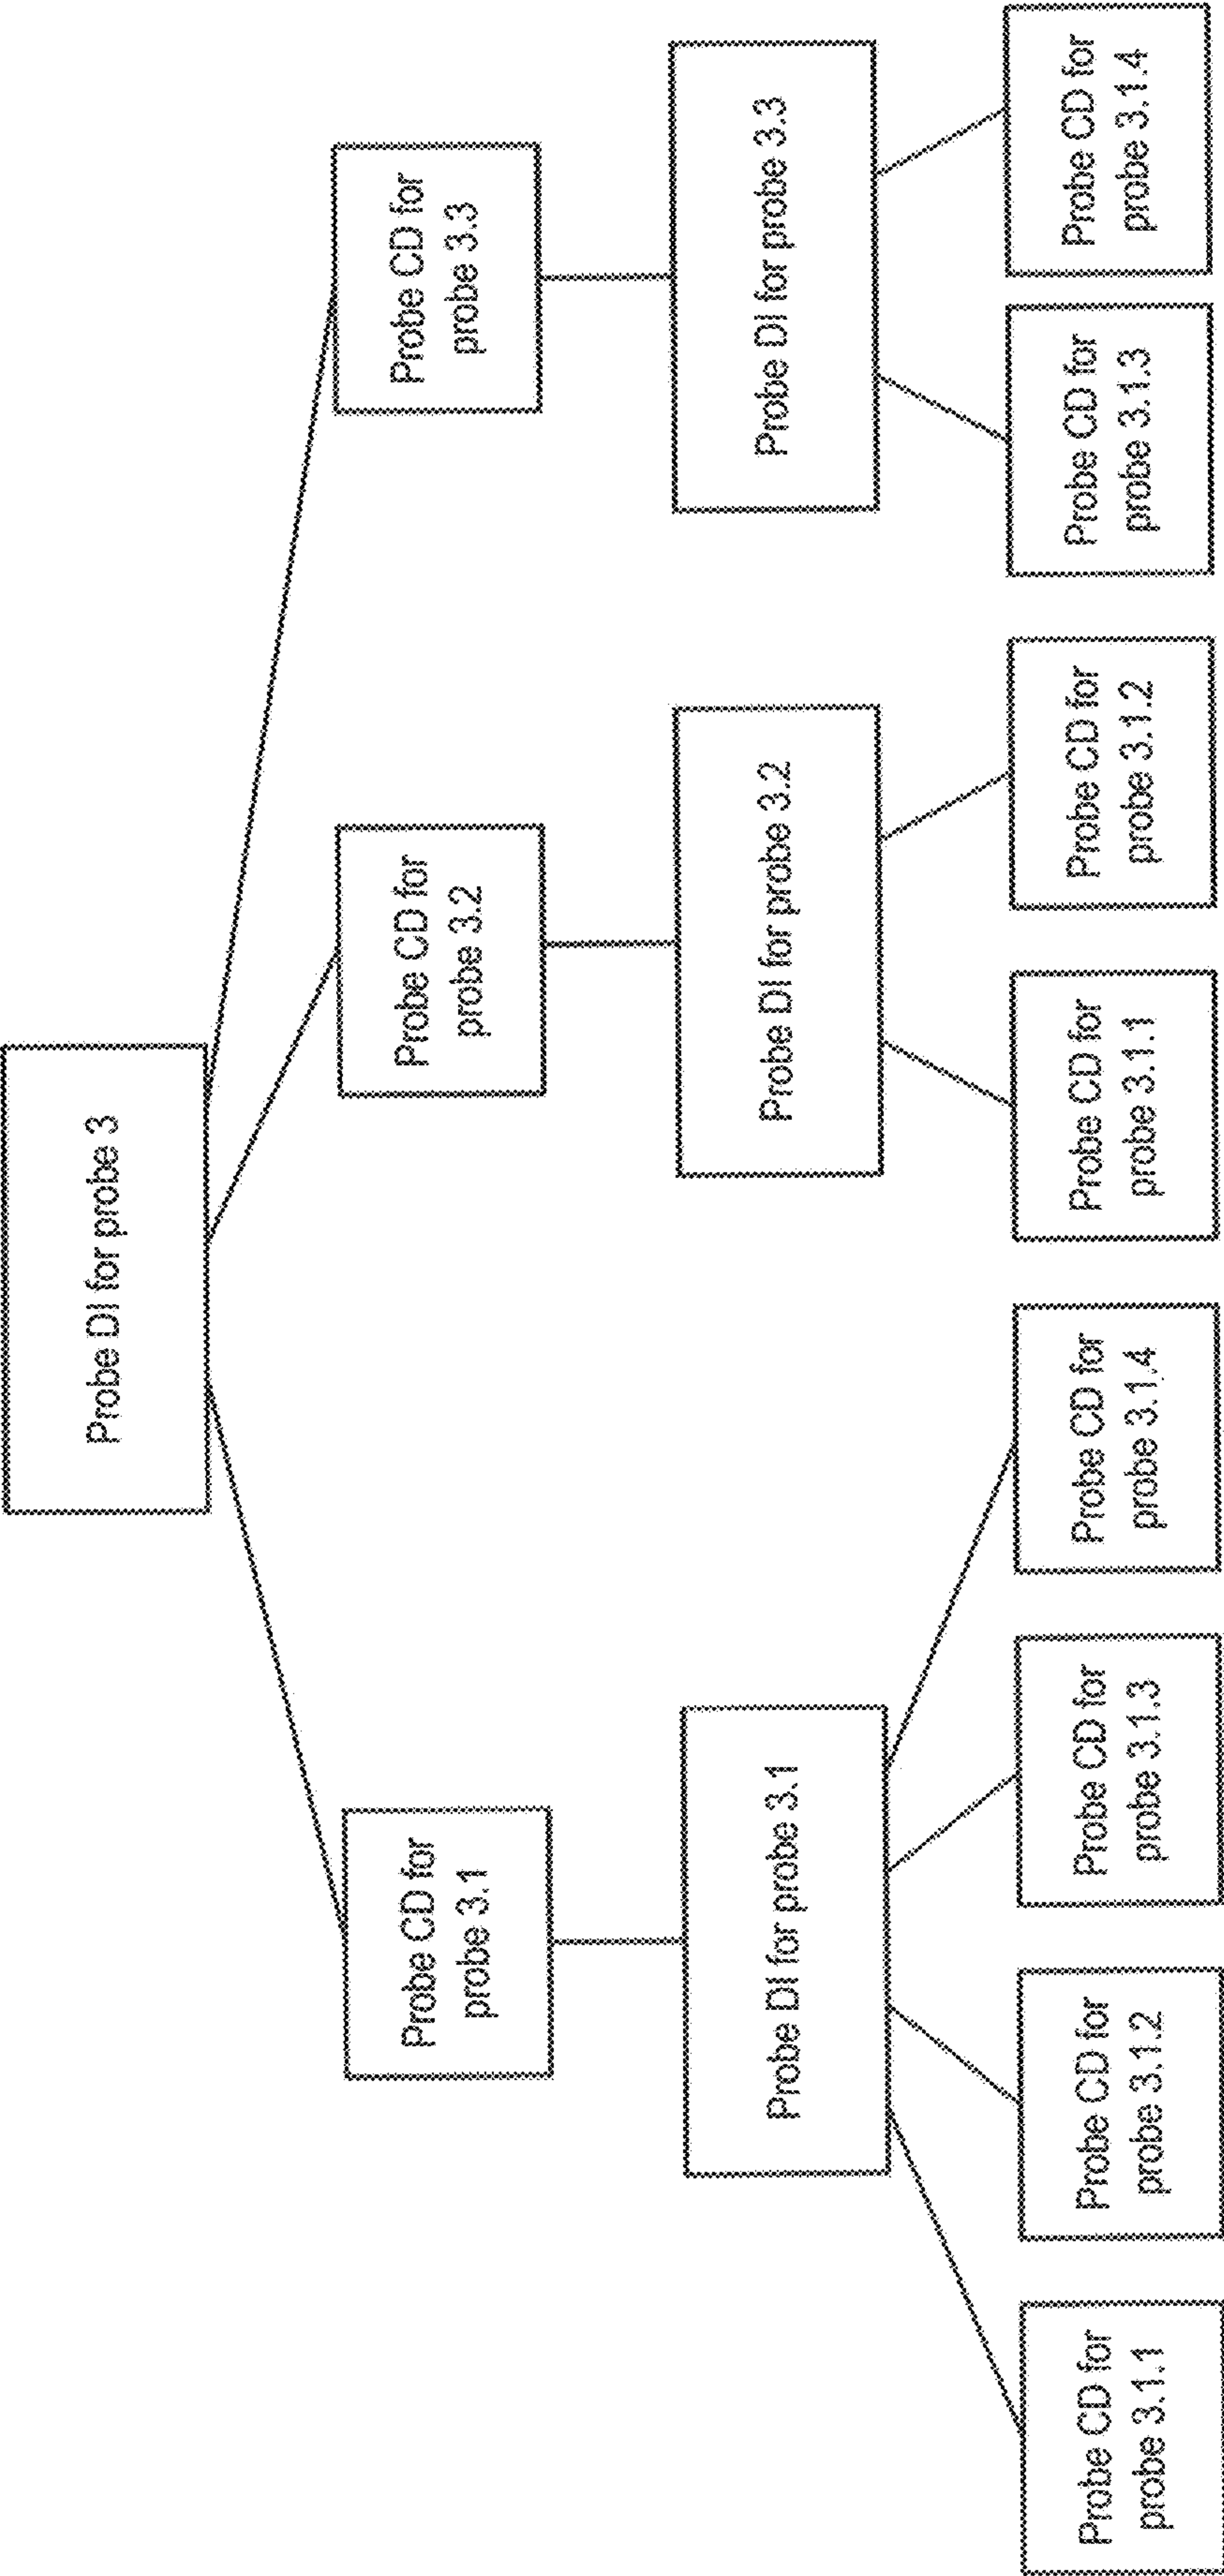 Probe DI for probe 3
Probe CD for
probe 3.1
Probe CD for
probe 3.2
Probe CD for
probe 3.3
Probe DI for probe 3.1
Probe DI for probe 3.2
Probe DI for probe 3.3
Probe CD for
probe 3.1.1
Probe CD for
probe 3.1.2
Probe CD for
probe 3.1.3
Probe CD for
probe 3.1.4
Probe CD for
probe 3.1.1
Probe CD for
probe 3.1.2
Probe CD for
probe 3.1.3
Probe CD for
probe 3.1.4